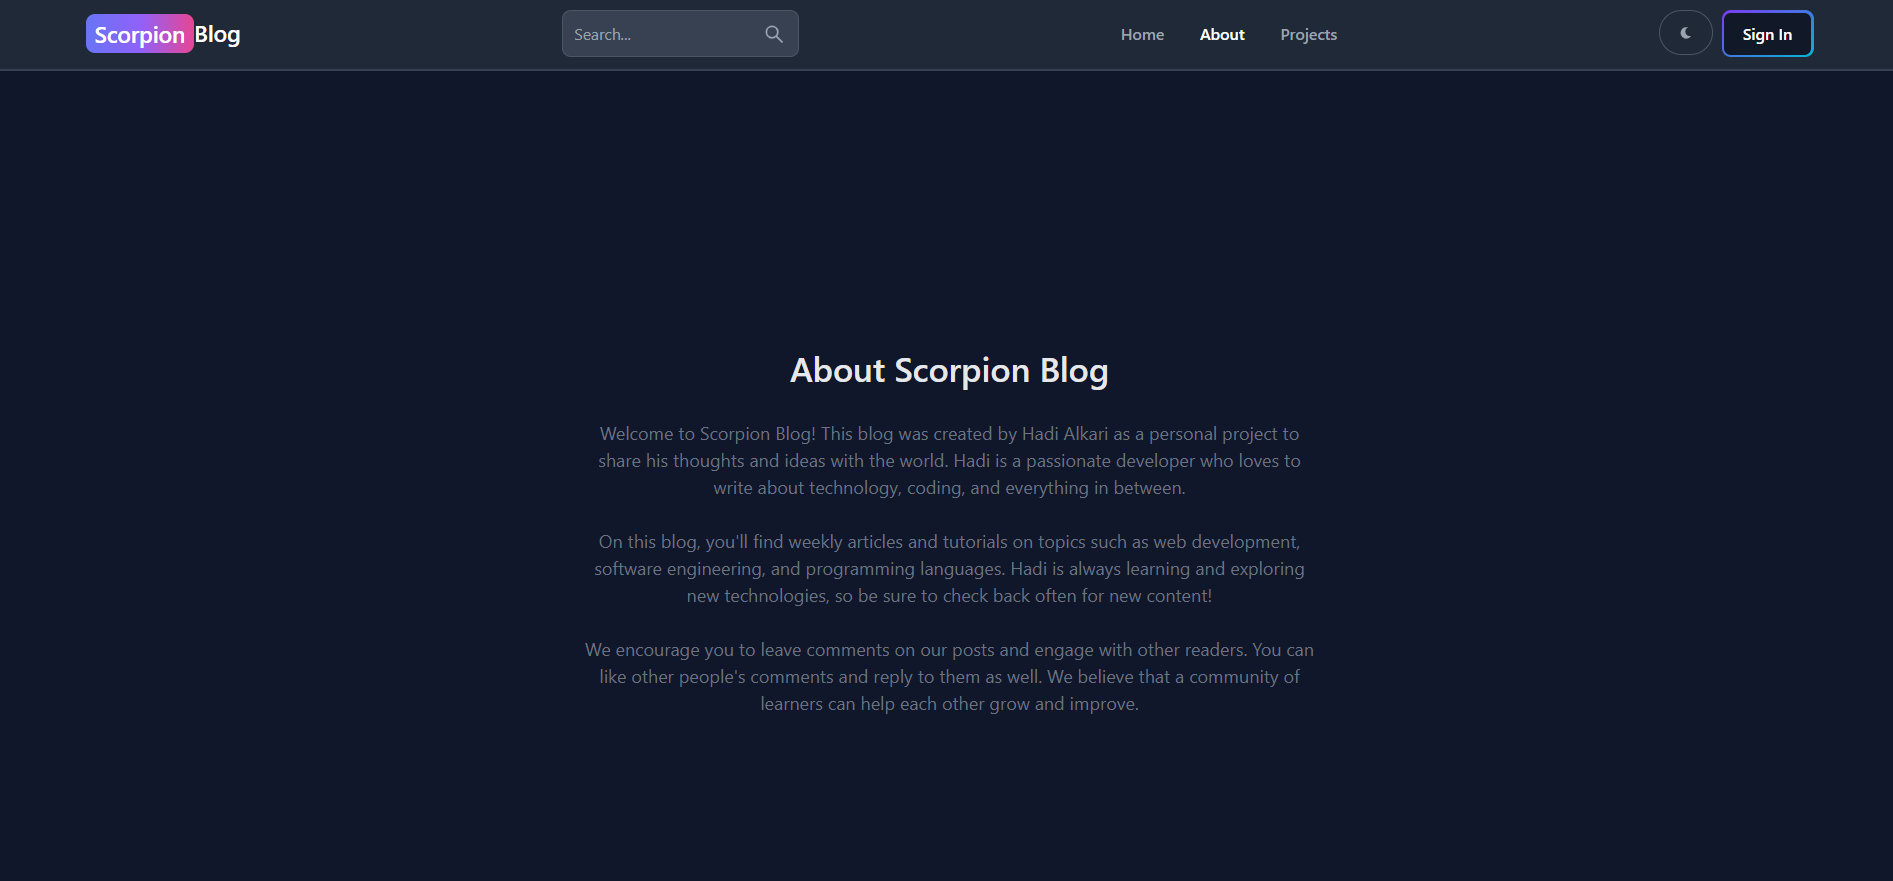 Scorpion Blog
Search...
Home
About
Projects
Sign In
About Scorpion Blog
Welcome to Scorpion Blog! This blog was created by Hadi Alkari as a personal project to
share his thoughts and ideas with the world. Hadi is a passionate developer who loves to
write about technology, coding, and everything in between.
On this blog, you'll find weekly articles and tutorials on topics such as web development,
software engineering, and programming languages. Hadi is always learning and exploring
new technologies, so be sure to check back often for new content!
We encourage you to leave comments on our posts and engage with other readers. You can
like other people's comments and reply to them as well. We believe that a community of
learners can help each other grow and improve.